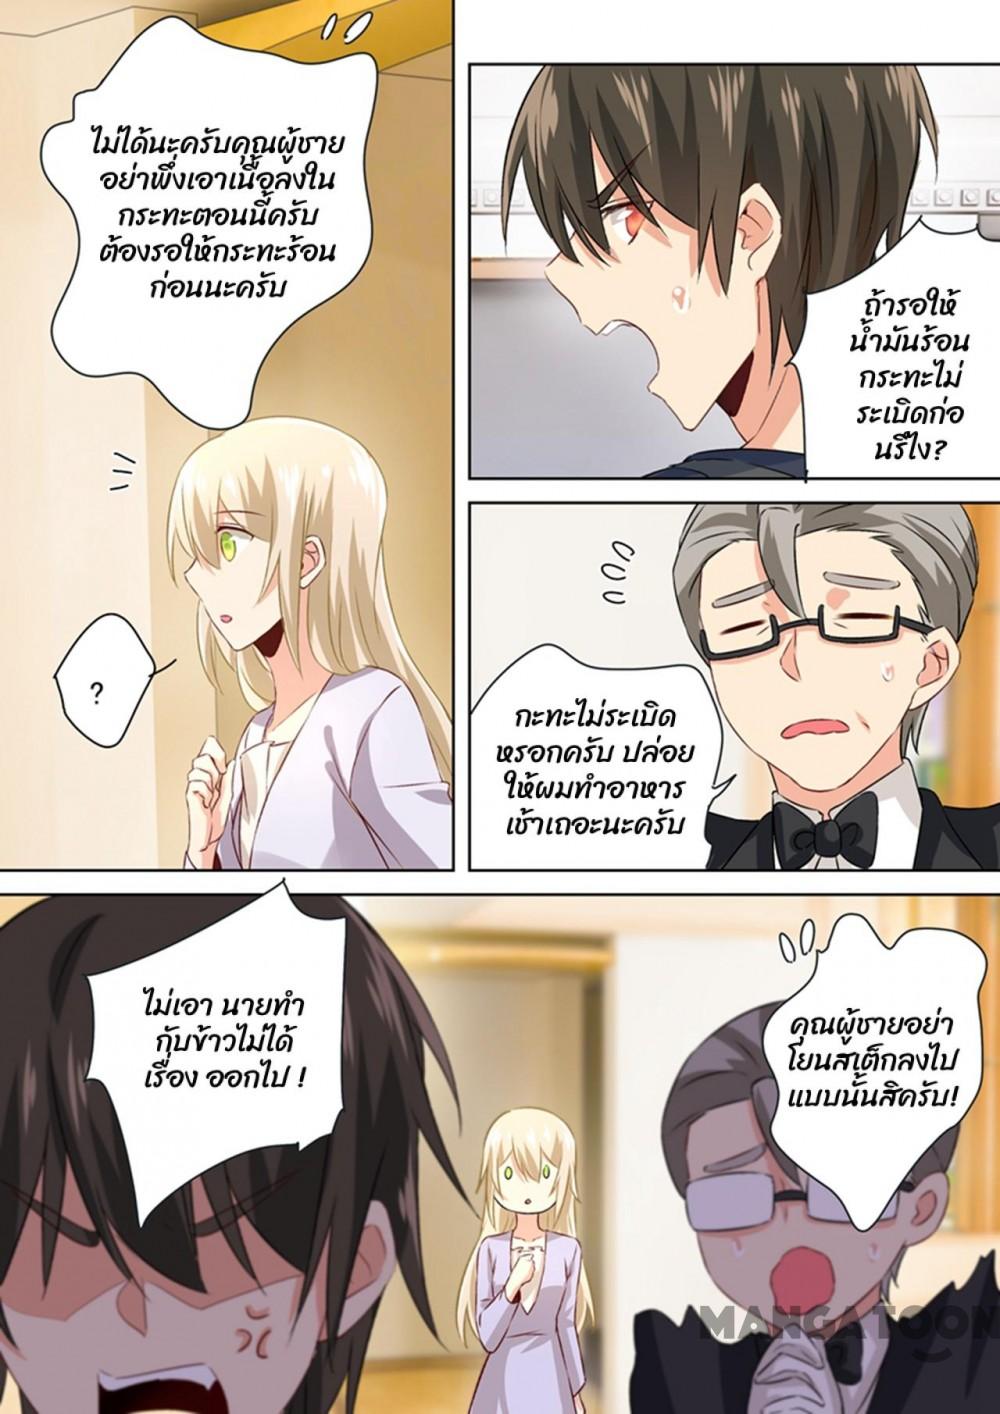 ไม่ได้นะครับคุณผู้ชาย
อย่าพึ่งเอาเนื้อลงใน
กระทะตอนนี้ครับ
ต้องรอให้กระทะร้อน
ก่อนนะครับ
?
ถ้ารอให้
น้ำมันร้อน
กระทะไม่
ระเบิดก่อ
นรึไง?
กะทะไม่ระเบิด
หรอกครับ ปล่อย
ให้ผมทำอาหาร
เช้าเถอะนะครับ
ไม่เอา นายทำ
กับข้าวไม่ได้
เรื่อง ออกไป !
คุณผู้ชายอย่า
โยนสเต็กลงไป
แบบนั้นสิครับ!
MANGATOON